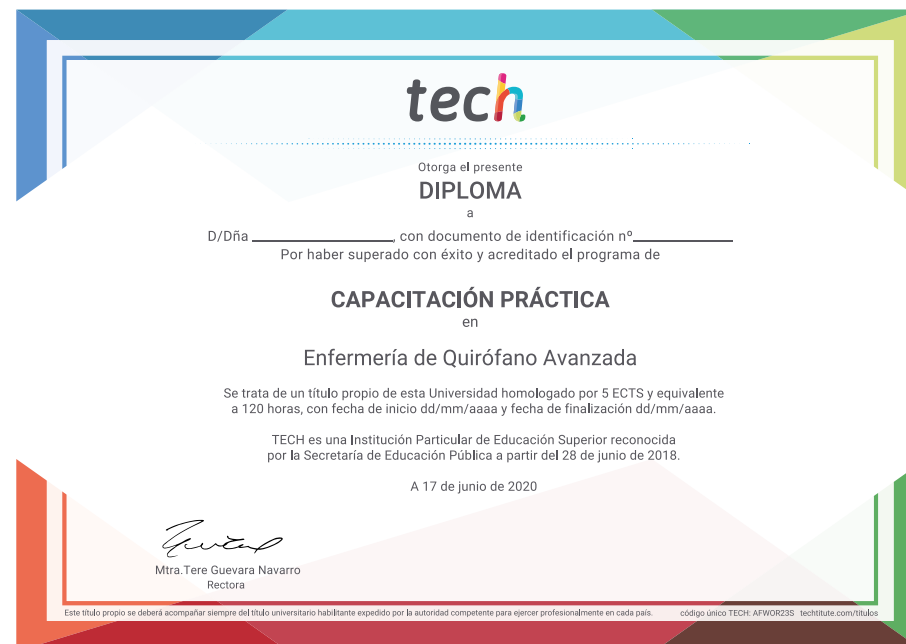 tech
Otorga el presente
DIPLOMA
a
D/Dña ____________________, con documento de identificación nº______________
Por haber superado con éxito y acreditado el programa de
CAPACITACIÓN PRÁCTICA
en
Enfermería de Quirófano Avanzada
Se trata de un título propio de esta Universidad homologado por 5 ECTS y equivalente
a 120 horas, con fecha de inicio dd/mm/aaaa y fecha de finalización dd/mm/aaaa.
TECH es una Institución Particular de Educación Superior reconocida
por la Secretaría de Educación Pública a partir del 28 de junio de 2018.
A 17 de junio de 2020
Mtra.Tere Guevara Navarro
Rectora
Este título propio se deberá acompañar siempre del título universitario habilitante expedido por la autoridad competente para ejercer profesionalmente en cada país. código único TECH: AFWOR23S techtitute.com/titulos